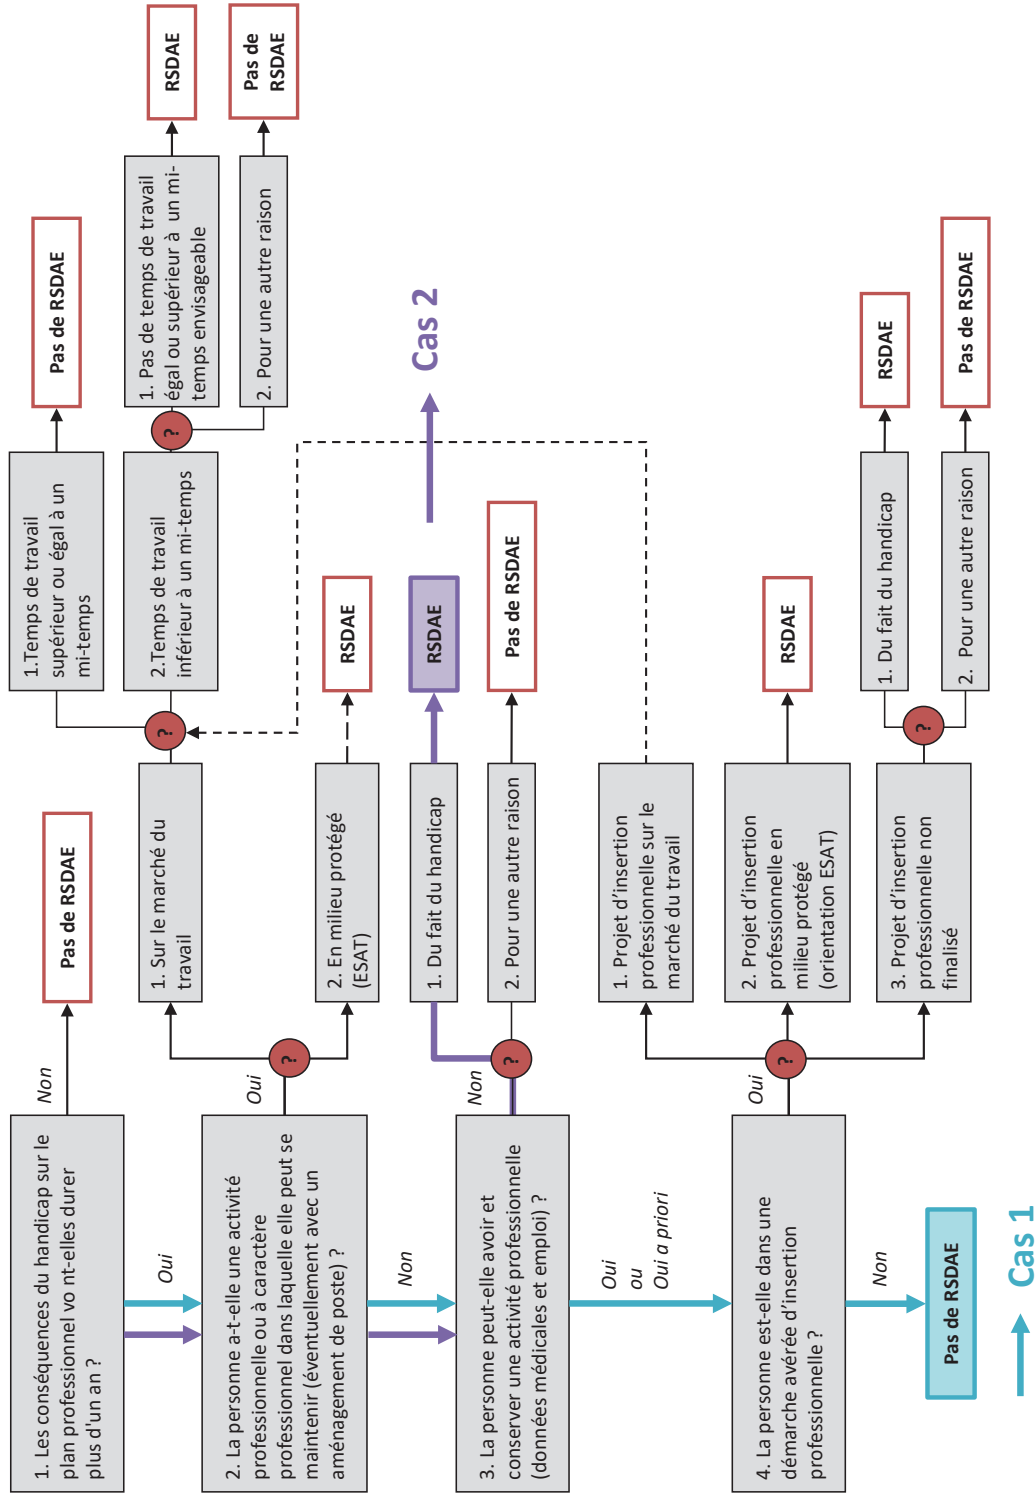 1. Les conséquences du handicap sur le
plan professionnel vo nt-elles durer
plus d'un an ?
Non
Pas de RSDAE
Oui
2. La personne a-t-elle une activité
professionnelle ou à caractère
professionnel dans laquelle elle peut se
maintenir (éventuellement avec un
aménagement de poste) ?
Oui
?
1. Sur le marché du
travail
?
1.Temps de travail
supérieur ou égal à un
mi-temps
Pas de RSDAE
2.Temps de travail
inférieur à un mi-temps
?
1. Pas de temps de travail
égal ou supérieur à un mi-
temps envisageable
RSDAE
2. Pour une autre raison
Pas de
RSDAE
2. En milieu protégé
(ESAT)
RSDAE
Non
3. La personne peut-elle avoir et
conserver une activité professionnelle
(données médicales et emploi) ?
Non
?
1. Du fait du handicap
RSDAE
Cas 2
2. Pour une autre raison
Pas de RSDAE
Oui
ou
Oui a priori
4. La personne est-elle dans une
démarche avérée d'insertion
professionnelle ?
Oui
?
1. Projet d'insertion
professionnelle sur le
marché du travail
2. Projet d'insertion
professionnelle en
milieu protégé
(orientation ESAT)
RSDAE
3. Projet d'insertion
professionnelle non
finalisé
?
1. Du fait du handicap
RSDAE
2. Pour une autre raison
Pas de RSDAE
Non
Pas de RSDAE
Cas 1